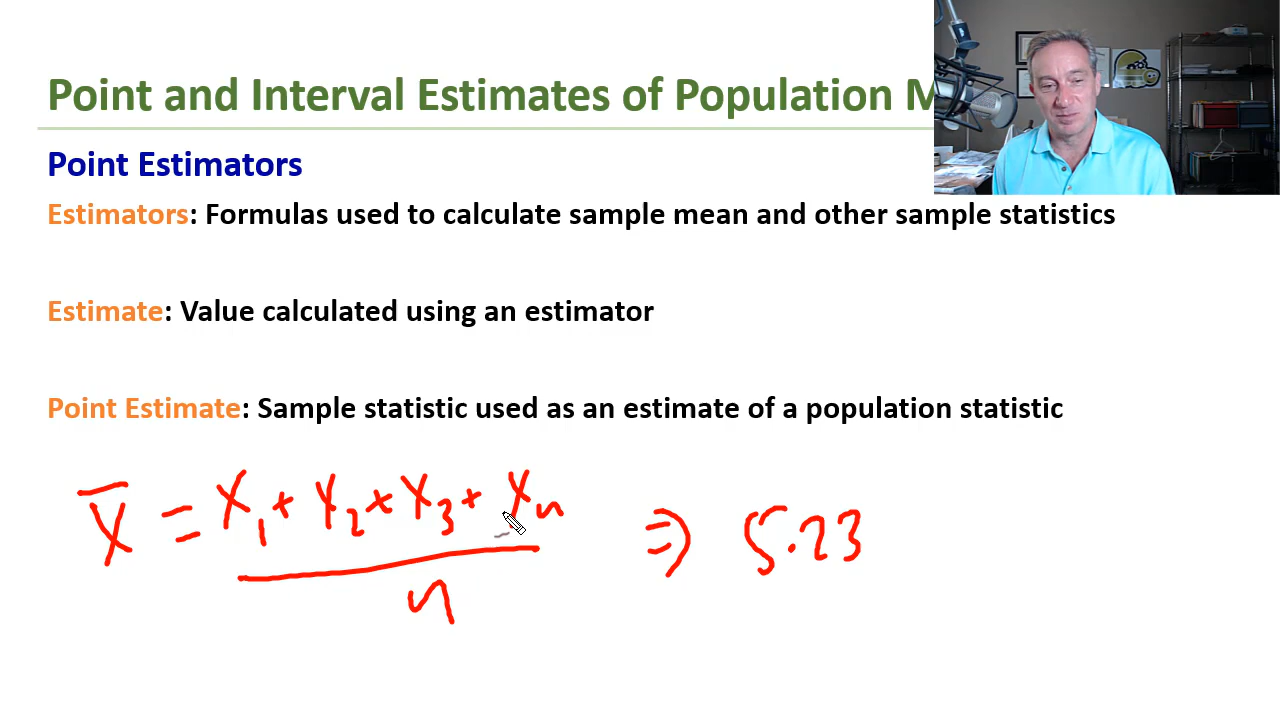 Point and Interval Estimates of Population M
Point Estimators
Estimators: Formulas used to calculate sample mean and other sample statistics
Estimate: Value calculated using an estimator
Point Estimate: Sample statistic used as an estimate of a population statistic
X̅ = X₁ + X₂ + X₃ + Xₙ ⇒ 5.23
n